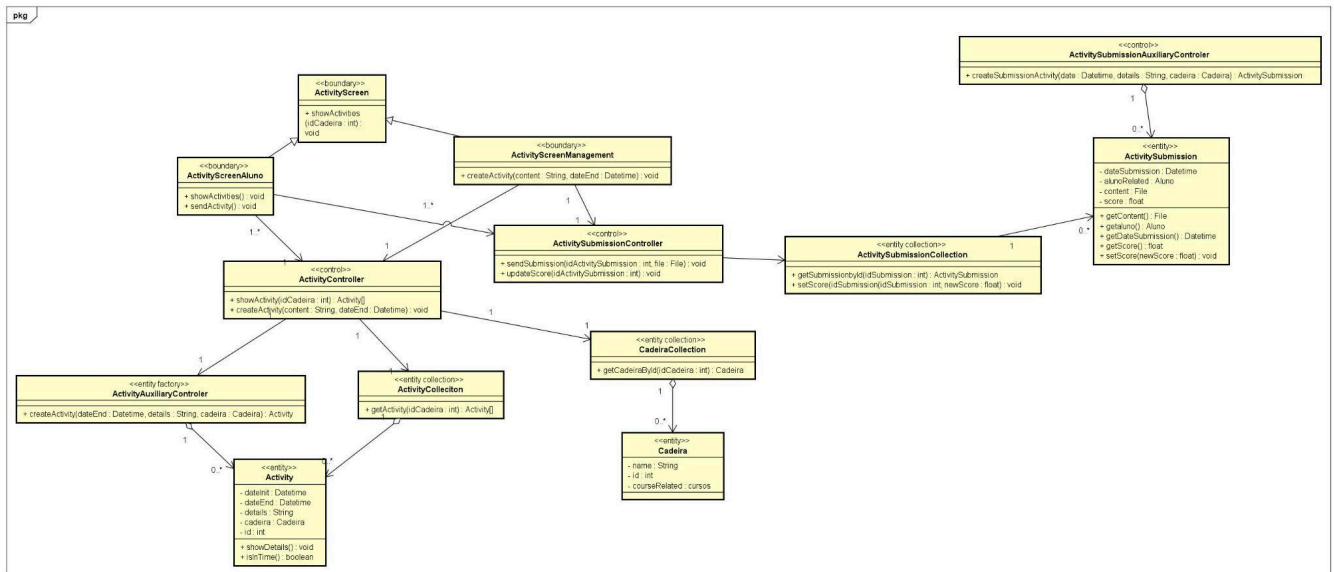 pkg
<<control>>
ActivitySubmissionAuxiliaryControler
+ createSubmissionActivity(date : Datetime, details : String, cadeira : Cadeira) : ActivitySubmission
1
0..*
<<boundary>>
ActivityScreen
+ showActivities
(idCadeira : int) :
void
<<boundary>>
ActivityScreenManagement
+ createActivity(content : String, dateEnd : Datetime) : void
<<boundary>>
ActivityScreenAluno
+ showActivities() : void
+ sendActivity() : void
<<entity>>
ActivitySubmission
- dateSubmission : Datetime
- alunoRelated : Aluno
- content : File
- score : float
+ getContent() : File
+ getaluno() : Aluno
+ getDateSubmission() : Datetime
+ getScore() : float
+ setScore(newScore : float) : void
1..*
1
1
1..*
1
1
<<control>>
ActivitySubmissionController
+ sendSubmission(idActivitySubmission : int, file : File) : void
+ updateScore(idActivitySubmission : int) : void
1
0..*
<<entity collection>>
ActivitySubmissionCollection
+ getSubmissionbyId(idSubmission : int) : ActivitySubmission
+ setScore(idSubmission(idSubmission : int, newScore : float) : void
<<control>>
ActivityController
+ showActivity(idCadeira : int) : Activity[]
+ createActivity(content : String, dateEnd : Datetime) : void
1
1
1
1
1
1
<<entity collection>>
CadeiraCollection
+ getCadeiraById(idCadeira : int) : Cadeira
<<entity factory>>
ActivityAuxiliaryControler
+ createActivity(dateEnd : Datetime, details : String, cadeira : Cadeira) : Activity
<<entity collection>>
ActivityColleciton
+ getActivity(idCadeira : int) : Activity[]
1
0..*
1
0..*
1
0..*
<<entity>>
Cadeira
- name : String
- id : int
- courseRelated : cursos
<<entity>>
Activity
- dateInit : Datetime
- dateEnd : Datetime
- details : String
- cadeira : Cadeira
- id : int
+ showDetails() : void
+ isInTime() : boolean